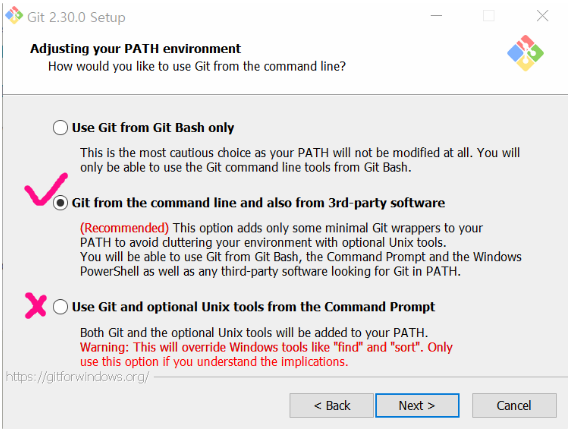 Git 2.30.0 Setup
Adjusting your PATH environment
How would you like to use Git from the command line?
Use Git from Git Bash only
This is the most cautious choice as your PATH will not be modified at all. You will
only be able to use the Git command line tools from Git Bash.
Git from the command line and also from 3rd-party software
(Recommended) This option adds only some minimal Git wrappers to your
PATH to avoid cluttering your environment with optional Unix tools.
You will be able to use Git from Git Bash, the Command Prompt and the Windows
PowerShell as well as any third-party software looking for Git in PATH.
Use Git and optional Unix tools from the Command Prompt
Both Git and the optional Unix tools will be added to your PATH.
Warning: This will override Windows tools like "find" and "sort". Only
use this option if you understand the implications.
https://gitforwindows.org/
< Back Next > Cancel